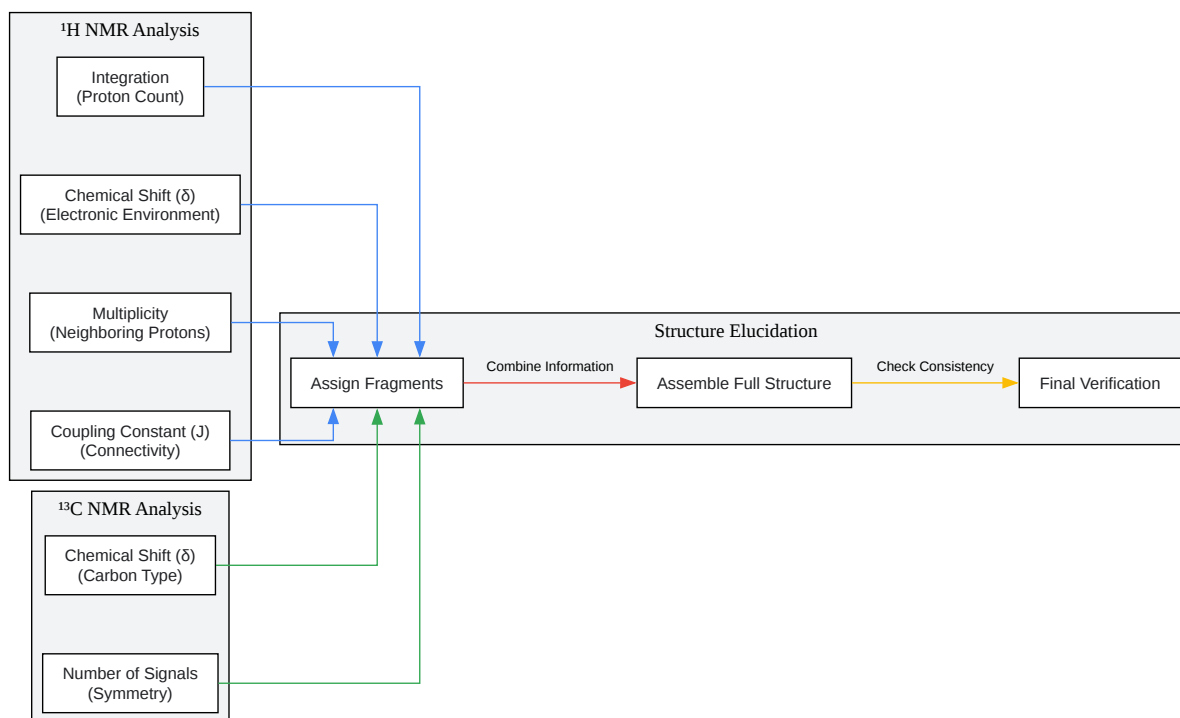 ¹H NMR Analysis
Integration
(Proton Count)
Chemical Shift (δ)
(Electronic Environment)
Multiplicity
(Neighboring Protons)
Coupling Constant (J)
(Connectivity)
¹³C NMR Analysis
Chemical Shift (δ)
(Carbon Type)
Number of Signals
(Symmetry)
Structure Elucidation
Assign Fragments
Combine Information
Assemble Full Structure
Check Consistency
Final Verification